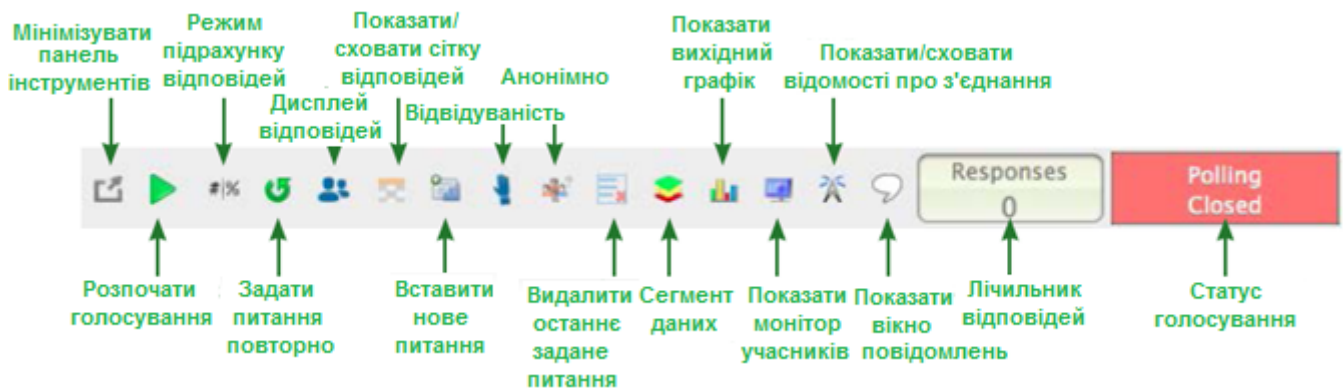 Мінімізувати
панель
інструментів
Режим
підрахунку
відповідей
Дисплей
відповідей
Показати/
сховати сітку
відповідей
Відвідуваність
Анонімно
Показати
вихідний
графік
Показати/сховати
відомості про з'єднання
#|%
Responses
0
Polling
Closed
Розпочати
голосування
Задати
питання
повторно
Вставити
нове
питання
Видалити
останнє
задане
питання
Сегмент
даних
Показати
монітор
учасників
Показати
вікно
повідомлень
Лічильник
відповідей
Статус
голосування